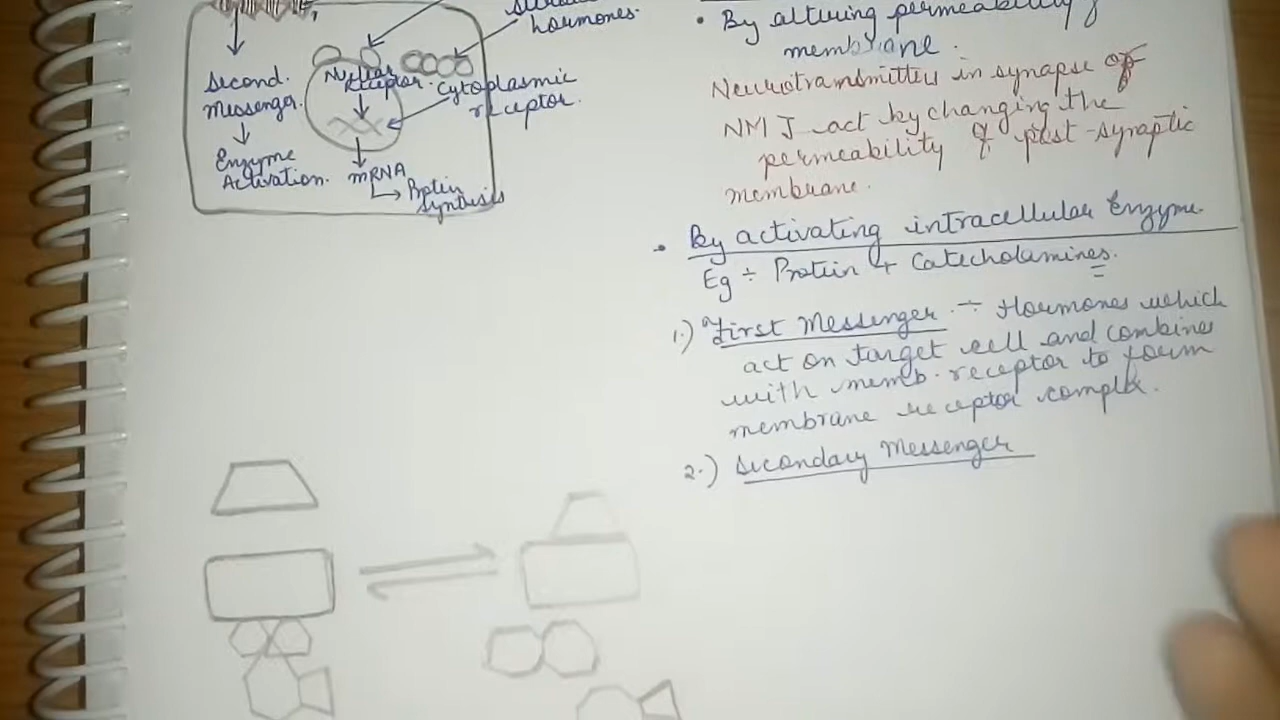 hormones.
Second.
Messenger.
Enzyme
Activation.
Nuclear
Receptor.
cytoplasmic
receptor.
mRNA
Protein
Synthesis
• By altering permeability of
membrane.
Neurotransmitter in synapse of
NMJ act by changing the
permeability of post-synaptic
membrane.
• By activating intracellular Enzyme.
Eg ÷ Protein + Catecholamines.
1.) First Messenger ÷ Hormones which
act on target cell and combines
with memb. receptor to form
membrane receptor complex.
2.) Secondary Messenger